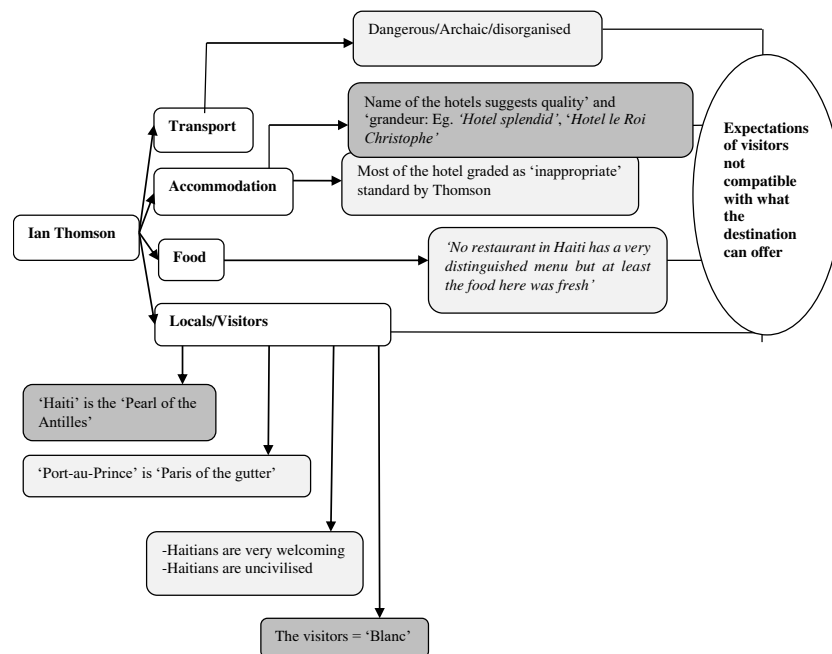 Dangerous/Archaic/disorganised
Name of the hotels suggests quality’ and
‘grandeur: Eg. ‘Hotel splendid’, ‘Hotel le Roi
Christophe’
Transport
Expectations
of visitors
not
compatible
with what
the
destination
can offer
Most of the hotel graded as ‘inappropriate’
standard by Thomson
Accommodation
Ian Thomson
Food
‘No restaurant in Haiti has a very
distinguished menu but at least
the food here was fresh’
Locals/Visitors
‘Haiti’ is the ‘Pearl of the
Antilles’
‘Port-au-Prince’ is ‘Paris of the gutter’
-Haitians are very welcoming
-Haitians are uncivilised
The visitors = ‘Blanc’